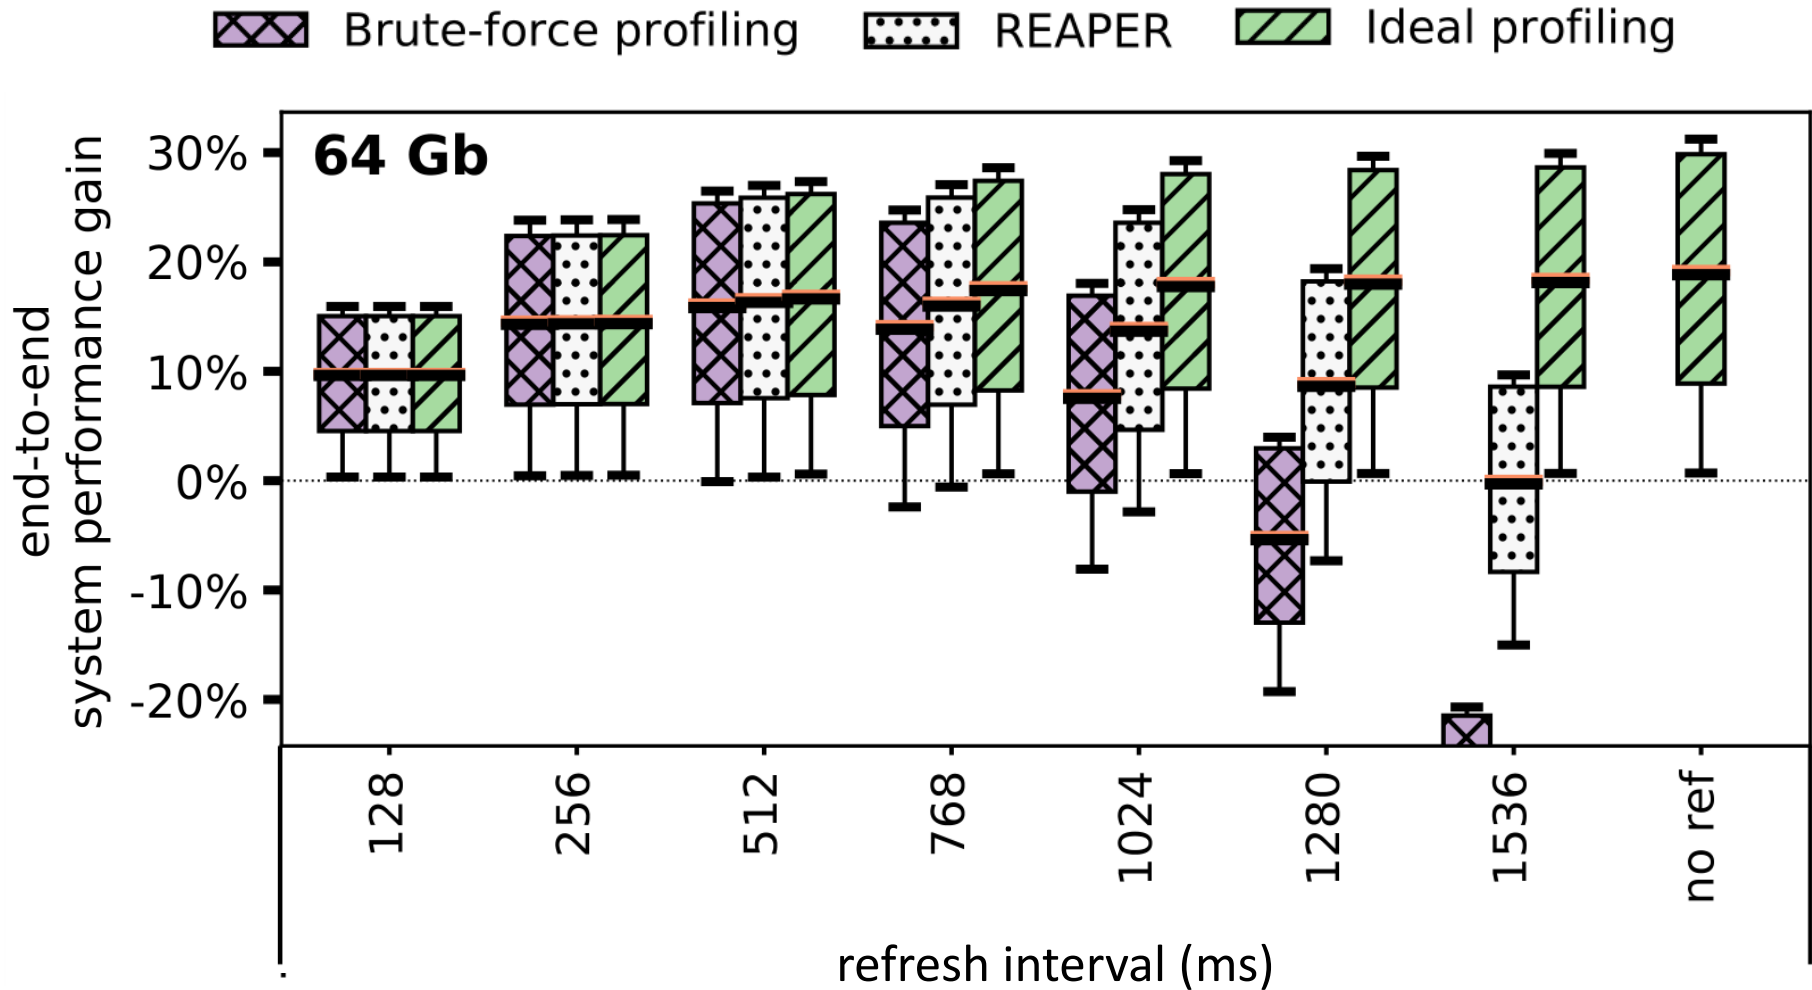 Brute-force profiling
REAPER
Ideal profiling
64 Gb
end-to-end
system performance gain
30%
20%
10%
0%
-10%
-20%
128
256
512
768
1024
1280
1536
no ref
refresh interval (ms)